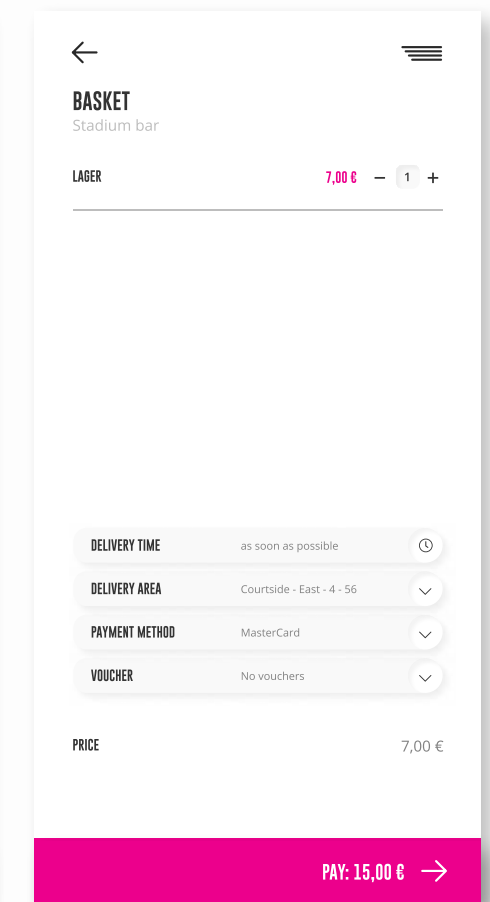 BASKET
Stadium bar
LAGER 7,00 € − 1 +
DELIVERY TIME as soon as possible
DELIVERY AREA Courtside - East - 4 - 56
PAYMENT METHOD MasterCard
VOUCHER No vouchers
PRICE 7,00 €
PAY: 15,00 €